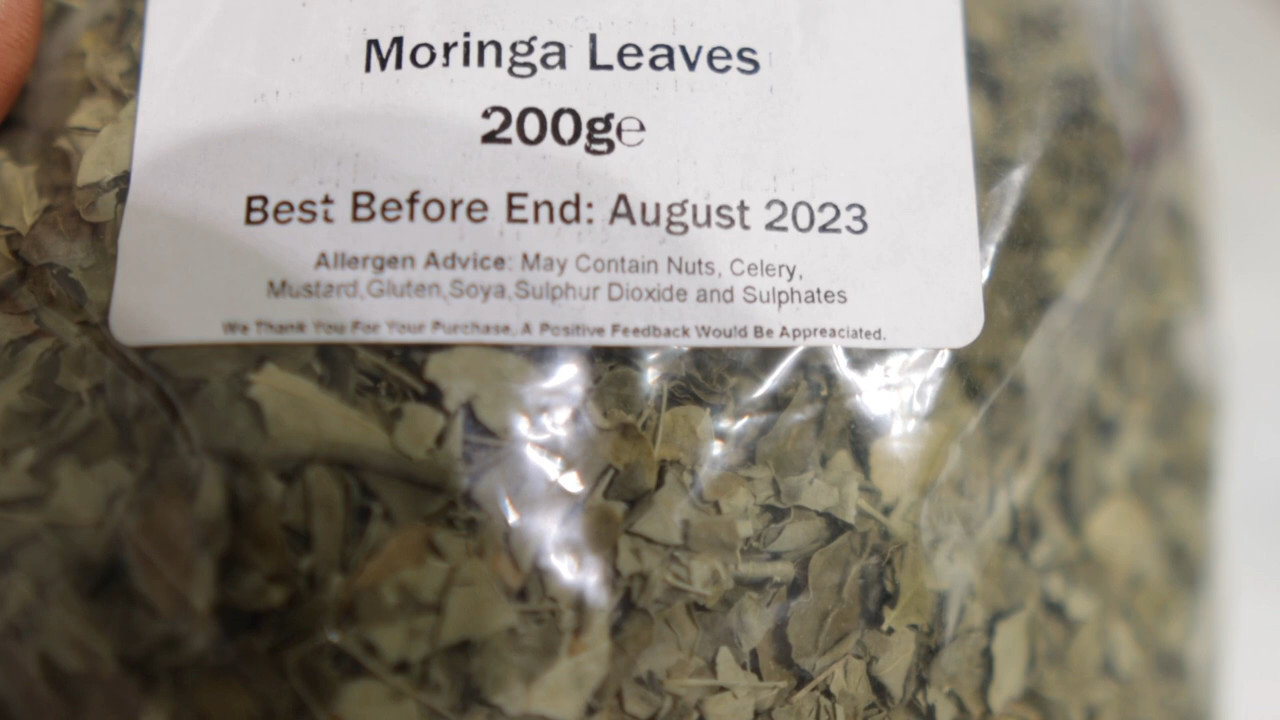 Moringa Leaves
200g℮
Best Before End: August 2023
Allergen Advice: May Contain Nuts, Celery,
Mustard,Gluten,Soya,Sulphur Dioxide and Sulphates
We Thank You For Your Purchase, A Positive Feedback Would Be Appreaciated.